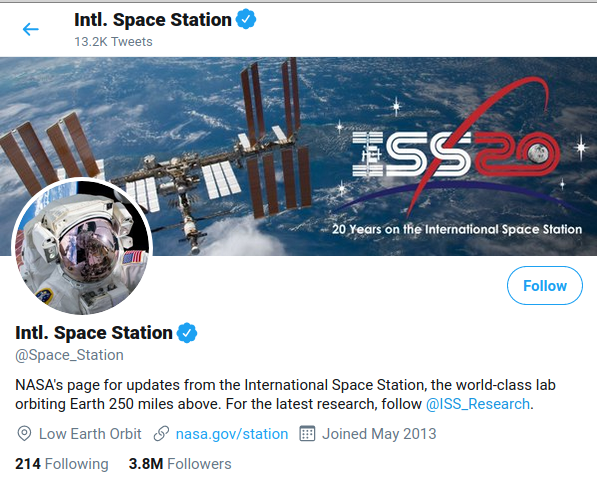 Intl. Space Station
13.2K Tweets
ISS20
20 Years on the International Space Station
Follow
Intl. Space Station
@Space_Station
NASA's page for updates from the International Space Station, the world-class lab
orbiting Earth 250 miles above. For the latest research, follow @ISS_Research.
Low Earth Orbit nasa.gov/station Joined May 2013
214 Following 3.8M Followers